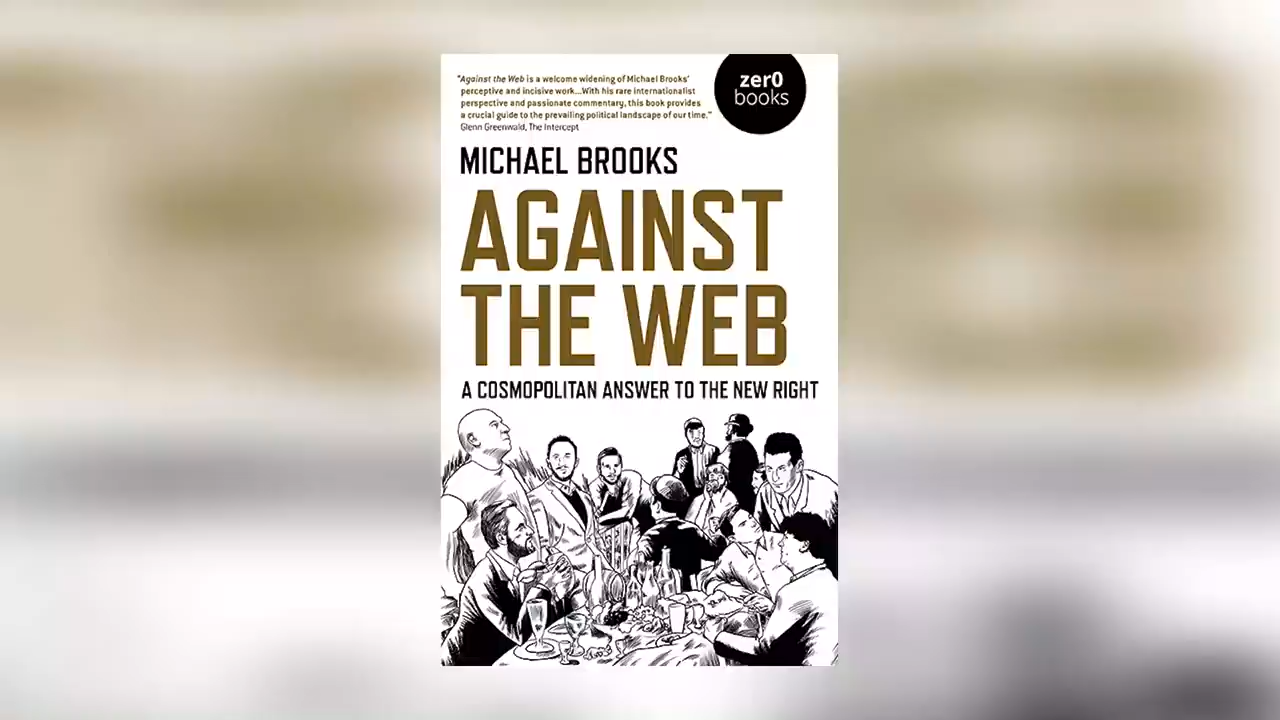 "Against the Web is a welcome widening of Michael Brooks'
perceptive and incisive work...With his rare internationalist
perspective and passionate commentary, this book provides
a crucial guide to the prevailing political landscape of our time."
Glenn Greenwald, The Intercept
zer0
books
MICHAEL BROOKS
AGAINST
THE WEB
A COSMOPOLITAN ANSWER TO THE NEW RIGHT